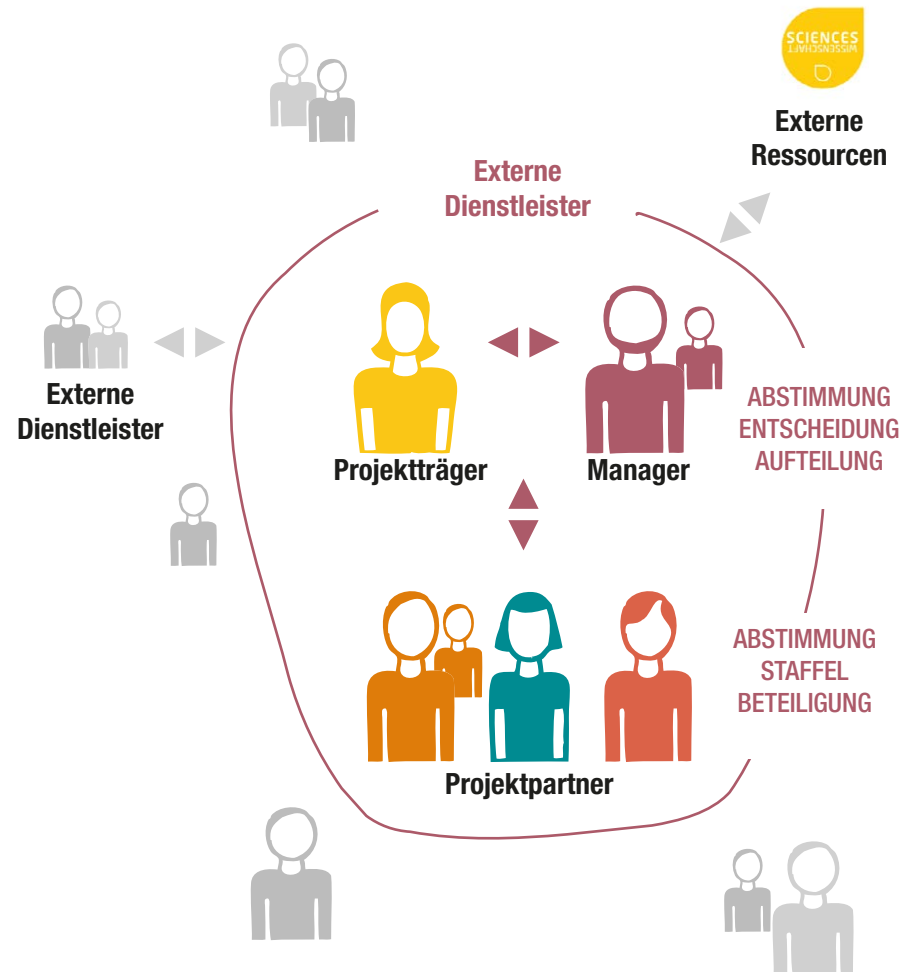 SCIENCES
WISSENSCHAFT
Externe
Ressourcen
Externe
Dienstleister
Externe
Dienstleister
ABSTIMMUNG
ENTSCHEIDUNG
AUFTEILUNG
Projektträger
Manager
ABSTIMMUNG
STAFFEL
BETEILIGUNG
Projektpartner